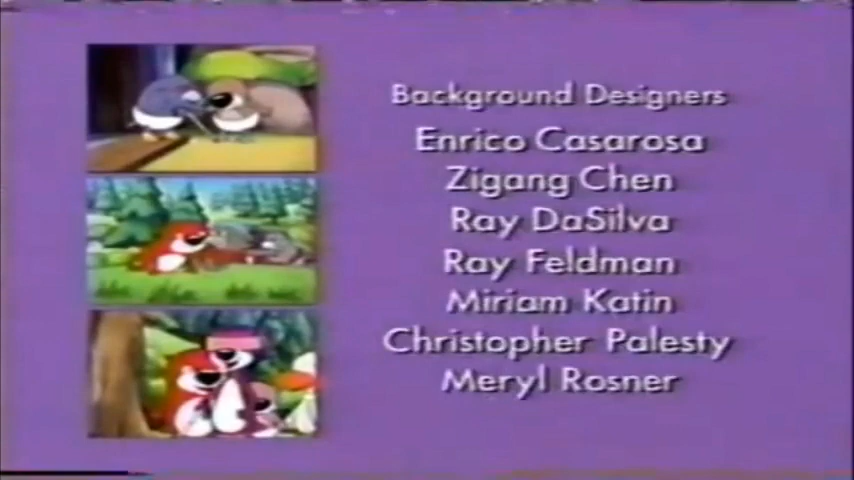 Background Designers
Enrico Casarosa
Zigang Chen
Ray DaSilva
Ray Feldman
Miriam Katin
Christopher Palesty
Meryl Rosner